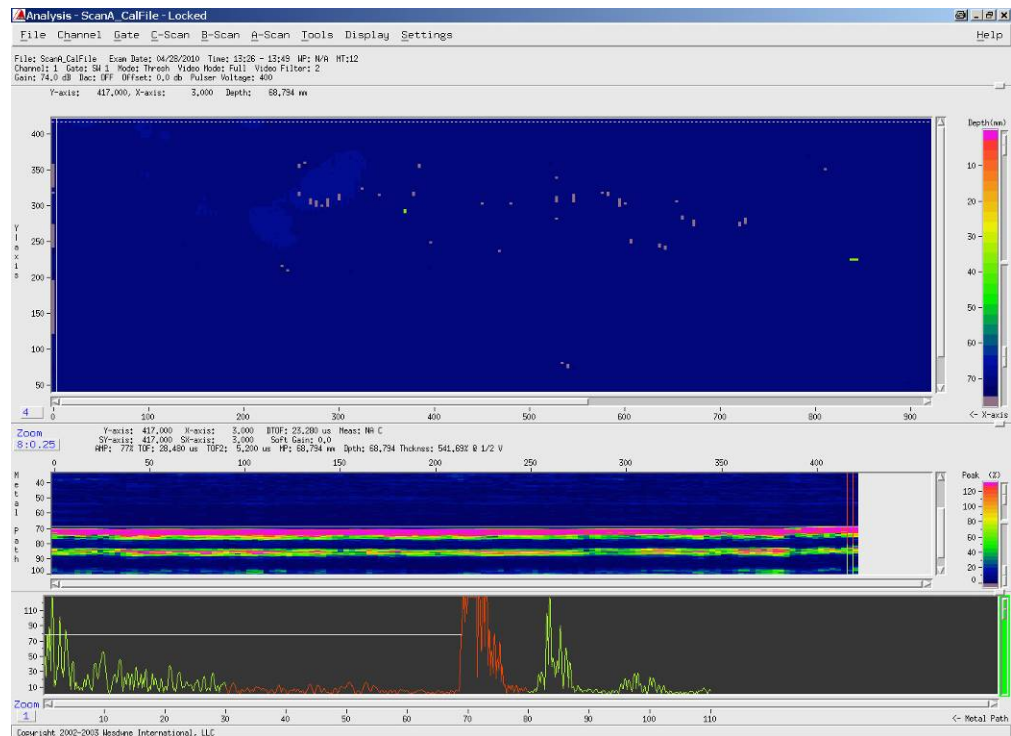 Analysis - ScanA_CalFile - Locked
File Channel Gate C-Scan B-Scan A-Scan Tools Display Settings Help
File: ScanA_CalFile Exam Date: 04/28/2010 Time: 13:26 - 13:49 WP: N/A MT:12
Channel: 1 Gate: SW 1 Mode: Thresh Video Mode: Full Video Filter: 2
Gain: 74.0 dB Dac: OFF Offset: 0.0 db Pulser Voltage: 400
Y-axis: 417.000, X-axis: 3.000 Depth: 68.794 mm
Depth(mm)
400
350
300
250
200
150
100
50
Y-axis
10
20
30
40
50
60
70
4
0 100 200 300 400 500 600 700 800 900
<- X-axis
Zoom
8:0.25
Y-axis: 417.000 X-axis: 3.000 DTOF: 23.280 us Meas: NA C
SY-axis: 417.000 SX-axis: 3.000 Soft Gain: 0.0
AMP: 77% TOF: 28.480 us TOF2: 5.200 us MP: 68.794 mm Dpth: 68.794 Thcknes: 541.69% @ 1/2 V
0 50 100 150 200 250 300 400
Metal Path
40
50
60
70
80
90
100
Peak (%)
120
100
80
60
40
20
0
110
90
70
50
30
10
Zoom
1
10 20 30 40 50 60 70 80 90 100 110
<- Metal Path
Copyright 2002-2003 Wesdyne International, LLC